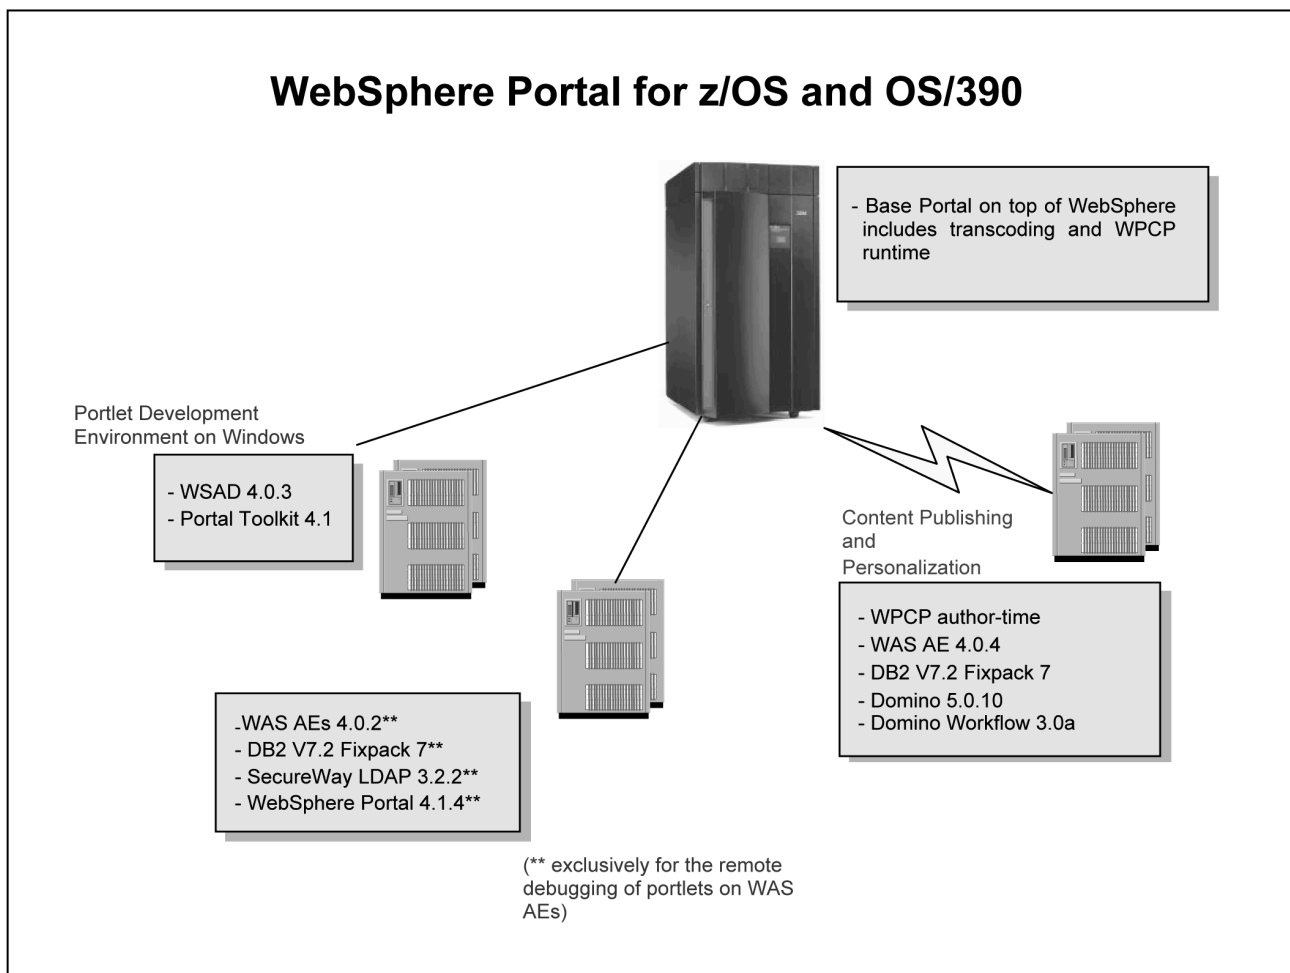 WebSphere Portal for z/OS and OS/390
- Base Portal on top of WebSphere
includes transcoding and WPCP
runtime
Portlet Development
Environment on Windows
- WSAD 4.0.3
- Portal Toolkit 4.1
Content Publishing
and
Personalization
- WPCP author-time
- WAS AE 4.0.4
- DB2 V7.2 Fixpack 7
- Domino 5.0.10
- Domino Workflow 3.0a
-WAS AEs 4.0.2**
- DB2 V7.2 Fixpack 7**
- SecureWay LDAP 3.2.2**
- WebSphere Portal 4.1.4**
(** exclusively for the remote
debugging of portlets on WAS
AEs)